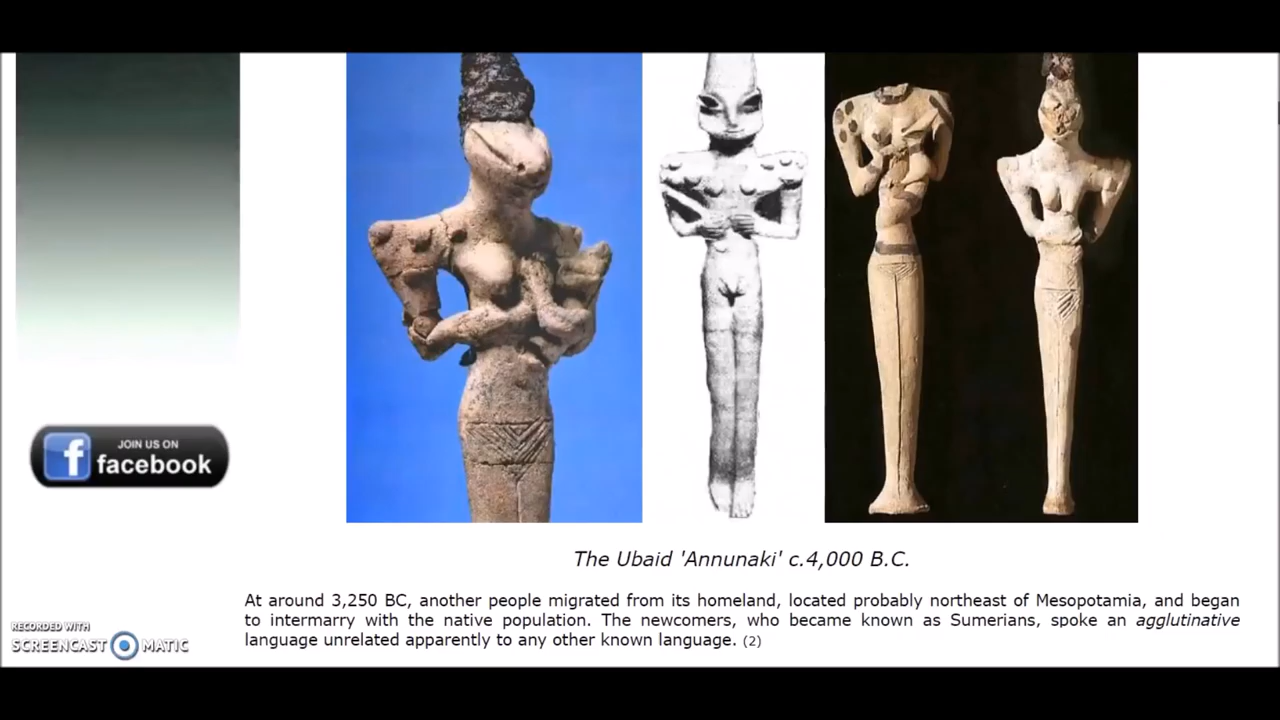 JOIN US ON
facebook
The Ubaid 'Annunaki' c.4,000 B.C.
At around 3,250 BC, another people migrated from its homeland, located probably northeast of Mesopotamia, and began
to intermarry with the native population. The newcomers, who became known as Sumerians, spoke an agglutinative
language unrelated apparently to any other known language. (2)
RECORDED WITH
SCREENCAST MATIC